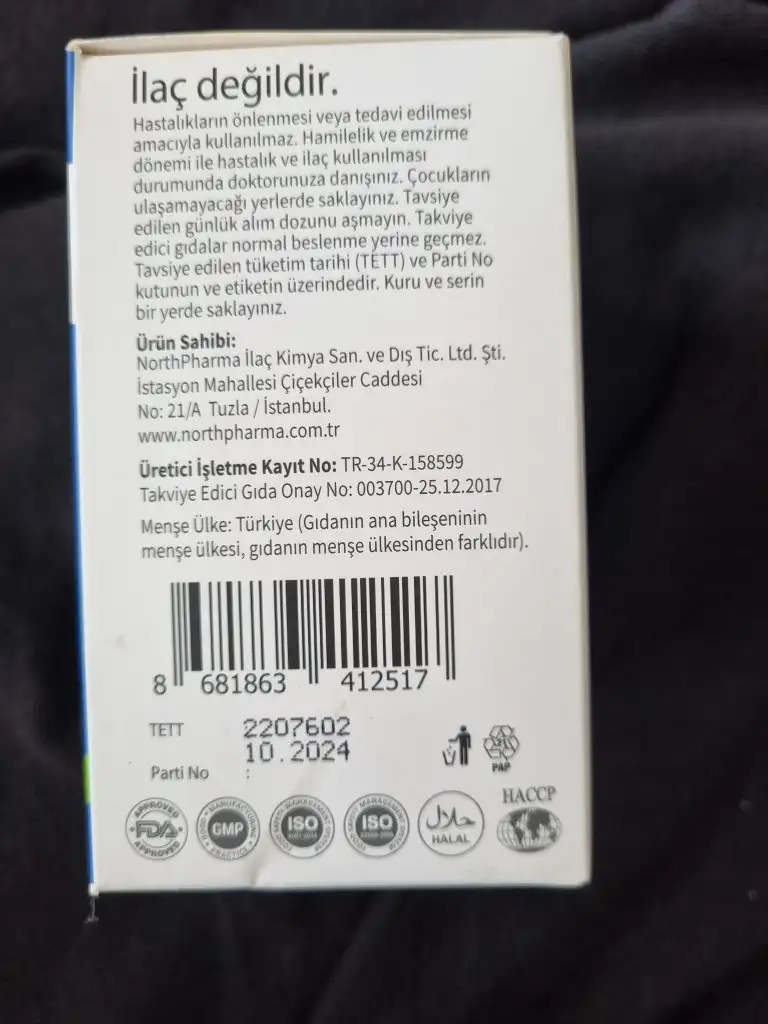 İlaç değildir.
Hastalıkların önlenmesi veya tedavi edilmesi
amacıyla kullanılmaz. Hamilelik ve emzirme
dönemi ile hastalık ve ilaç kullanılması
durumunda doktorunuza danışınız. Çocukların
ulaşamayacağı yerlerde saklayınız. Tavsiye
edilen günlük alım dozunu aşmayın. Takviye
edici gıdalar normal beslenme yerine geçmez.
Tavsiye edilen tüketim tarihi (TETT) ve Parti No
kutunun ve etiketin üzerindedir. Kuru ve serin
bir yerde saklayınız.
Ürün Sahibi:
NorthPharma İlaç Kimya San. ve Dış Tic. Ltd. Şti.
İstasyon Mahallesi Çiçekçiler Caddesi
No: 21/A Tuzla / İstanbul.
www.northpharma.com.tr
Üretici İşletme Kayıt No: TR-34-K-158599
Takviye Edici Gıda Onay No: 003700-25.12.2017
Menşe Ülke: Türkiye (Gıdanın ana bileşeninin
menşe ülkesi, gıdanın menşe ülkesinden farklıdır).
8 681863 412517
TETT 2207602
10.2024
Parti No :
PAP
APPROVED
FDA
APPROVED
GOOD MANUFACTURING
GMP
PRACTICE
ISO
ISO
حلال
HALAL
HACCP